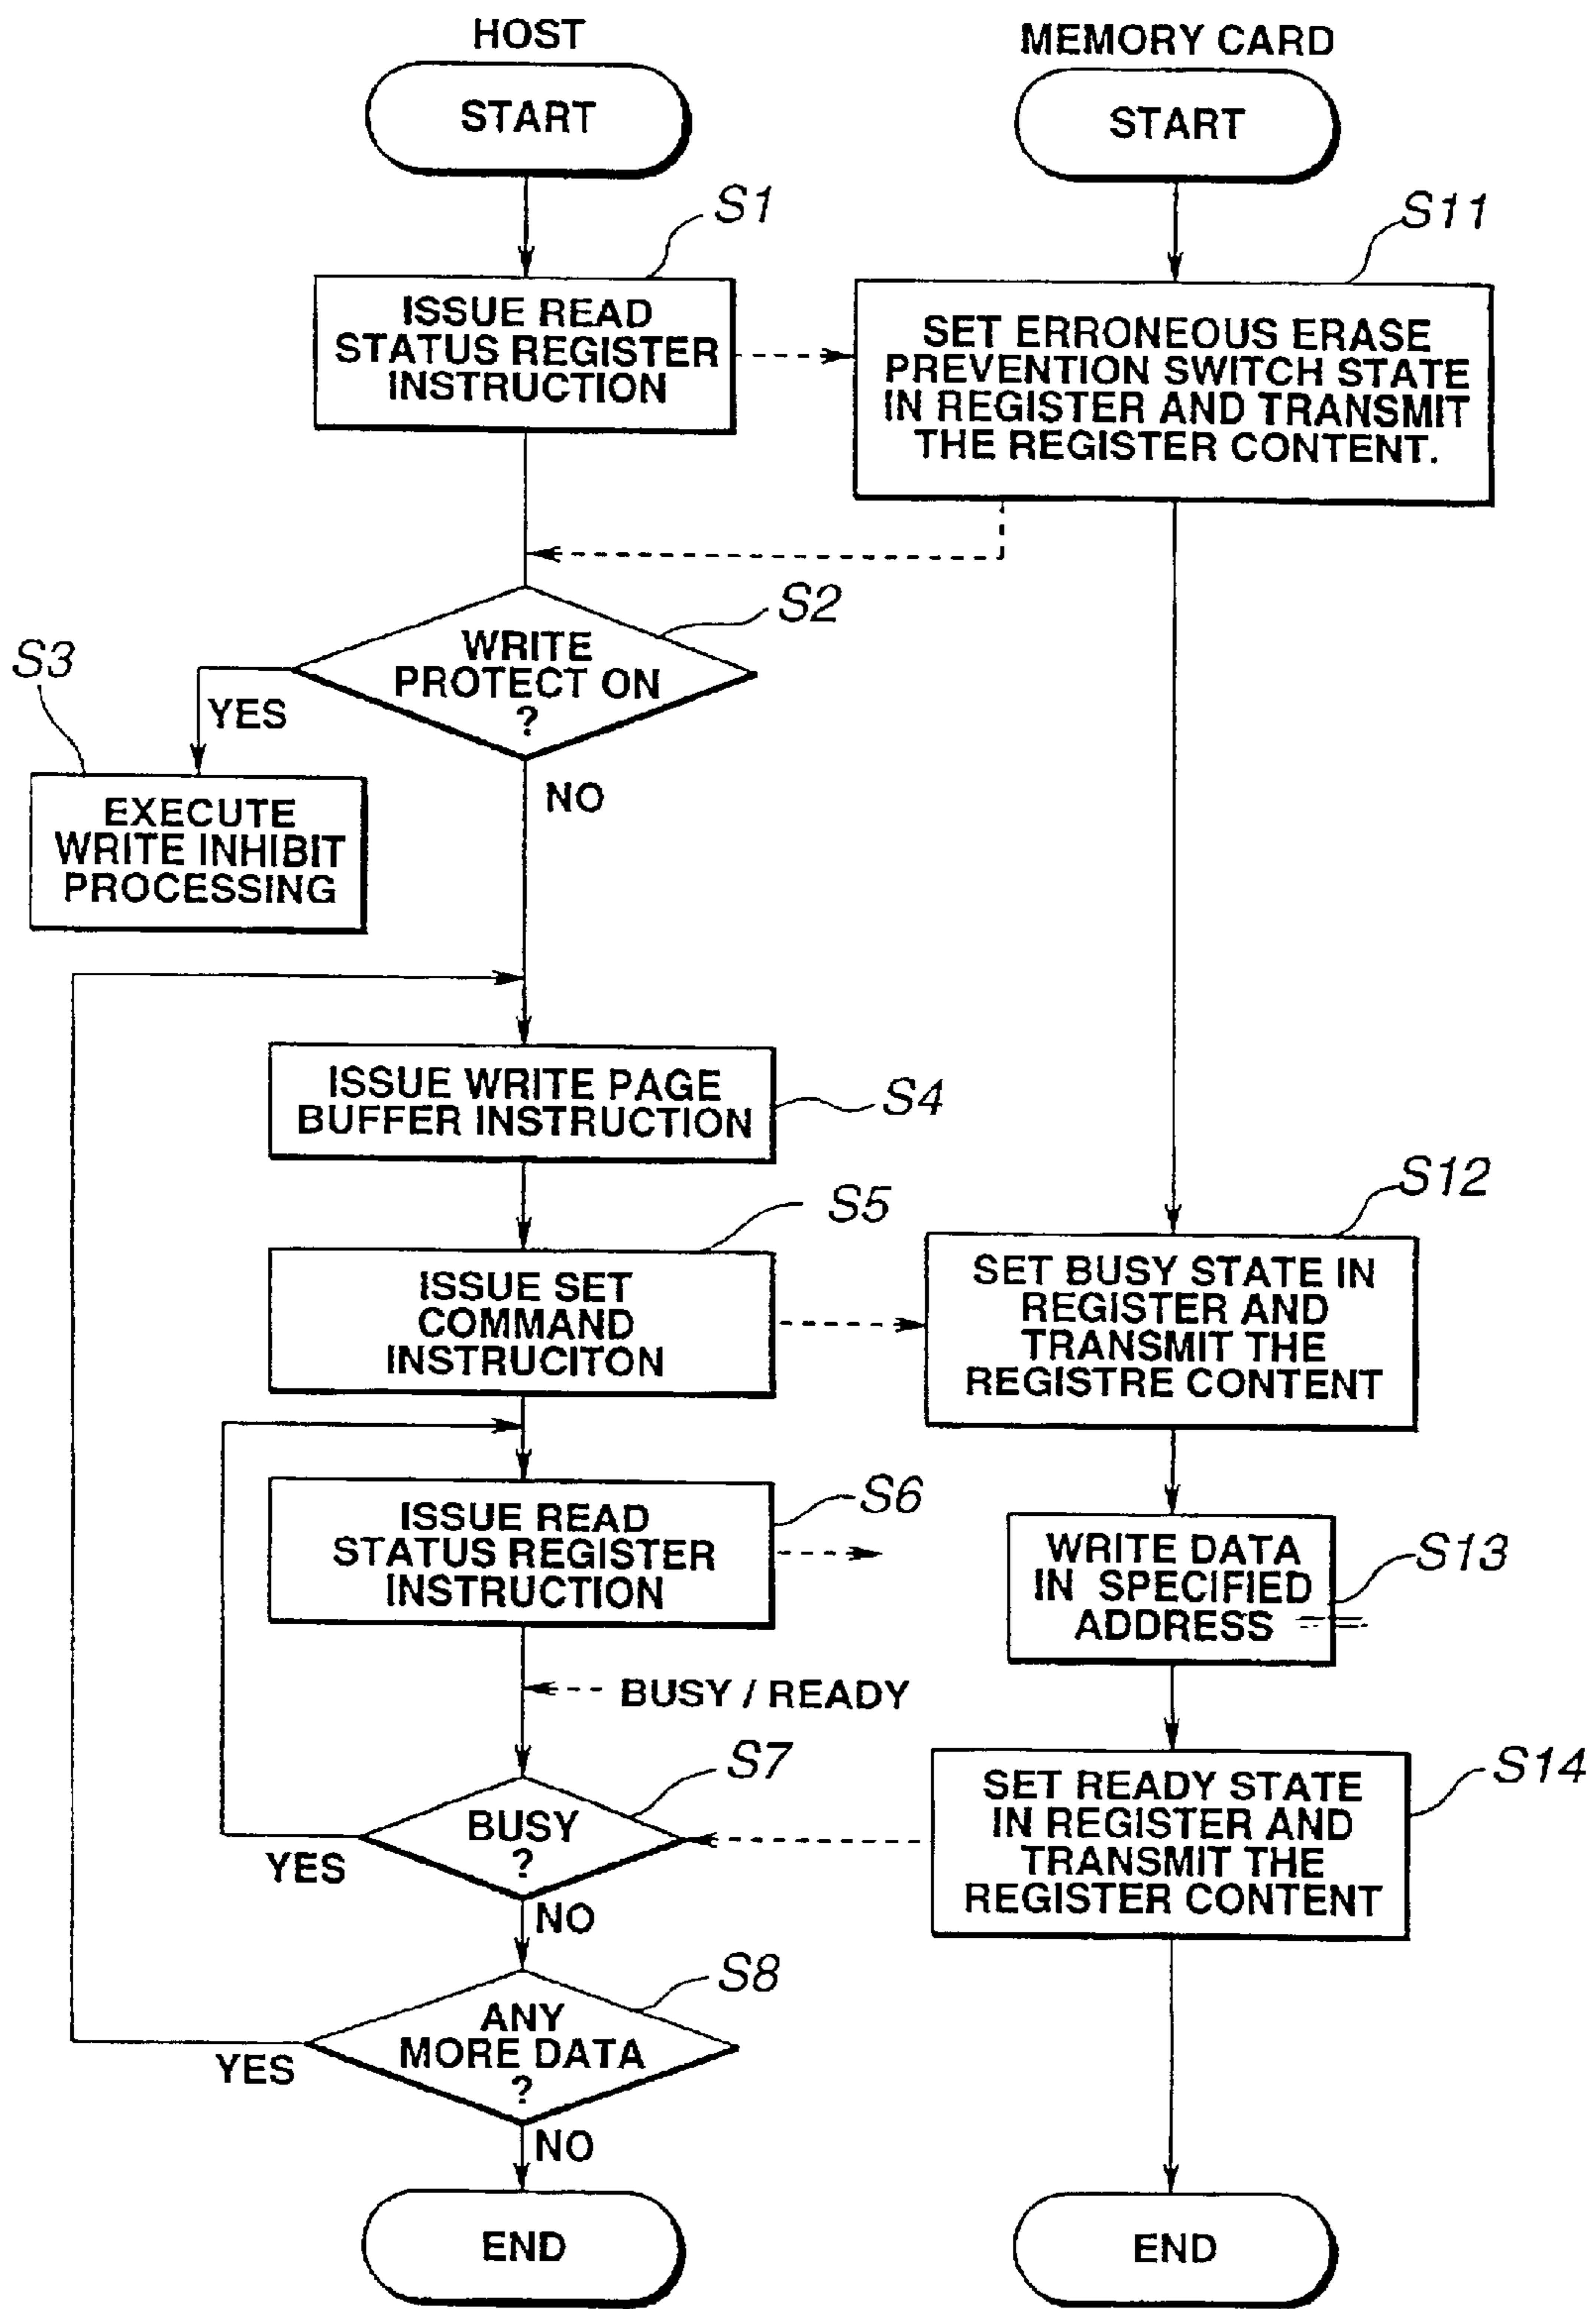 HOST
START
S1
ISSUE READ
STATUS REGISTER
INSTRUCTION
S2
WRITE
PROTECT ON
?
S3
YES
EXECUTE
WRITE INHIBIT
PROCESSING
NO
ISSUE WRITE PAGE
BUFFER INSTRUCTION
S4
S5
ISSUE SET
COMMAND
INSTRUCITON
S6
ISSUE READ
STATUS REGISTER
INSTRUCTION
BUSY / READY
S7
BUSY
?
YES
NO
S8
ANY
MORE DATA
?
YES
NO
END
MEMORY CARD
START
S11
SET ERRONEOUS ERASE
PREVENTION SWITCH STATE
IN REGISTER AND TRANSMIT
THE REGISTER CONTENT.
S12
SET BUSY STATE IN
REGISTER AND
TRANSMIT THE
REGISTRE CONTENT
S13
WRITE DATA
IN SPECIFIED
ADDRESS
S14
SET READY STATE
IN REGISTER AND
TRANSMIT THE
REGISTER CONTENT
END